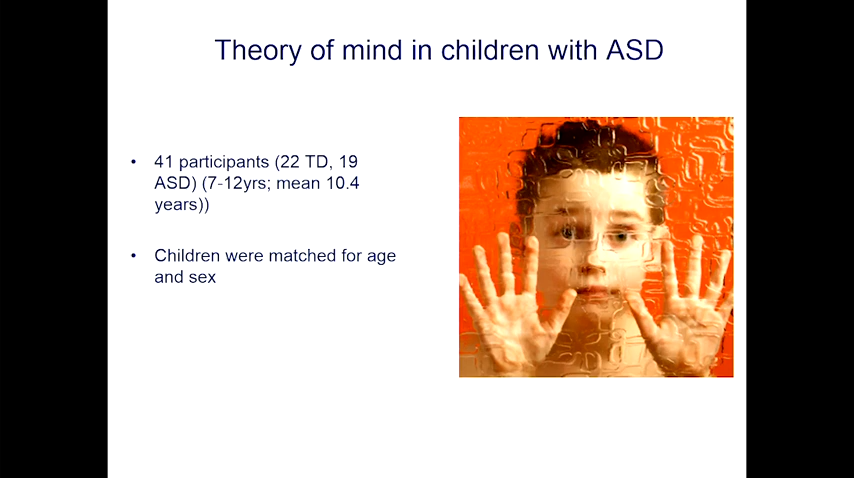 Theory of mind in children with ASD
• 41 participants (22 TD, 19
ASD) (7-12yrs; mean 10.4
years))
• Children were matched for age
and sex